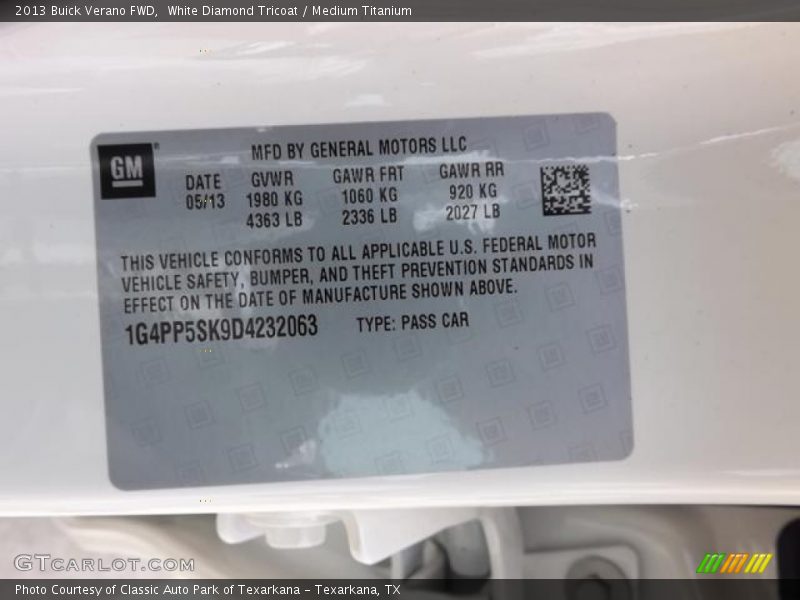 2013 Buick Verano FWD,  White Diamond Tricoat / Medium Titanium
GM
MFD BY GENERAL MOTORS LLC
DATE GVWR GAWR FRT GAWR RR
05/13 1980 KG 1060 KG 920 KG
4363 LB 2336 LB 2027 LB
THIS VEHICLE CONFORMS TO ALL APPLICABLE U.S. FEDERAL MOTOR
VEHICLE SAFETY, BUMPER, AND THEFT PREVENTION STANDARDS IN
EFFECT ON THE DATE OF MANUFACTURE SHOWN ABOVE.
1G4PP5SK9D4232063 TYPE: PASS CAR
GTCARLOT.COM
Photo Courtesy of Classic Auto Park of Texarkana - Texarkana, TX